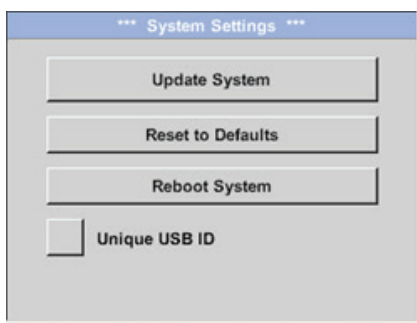 *** System Settings ***
Update System
Reset to Defaults
Reboot System
Unique USB ID